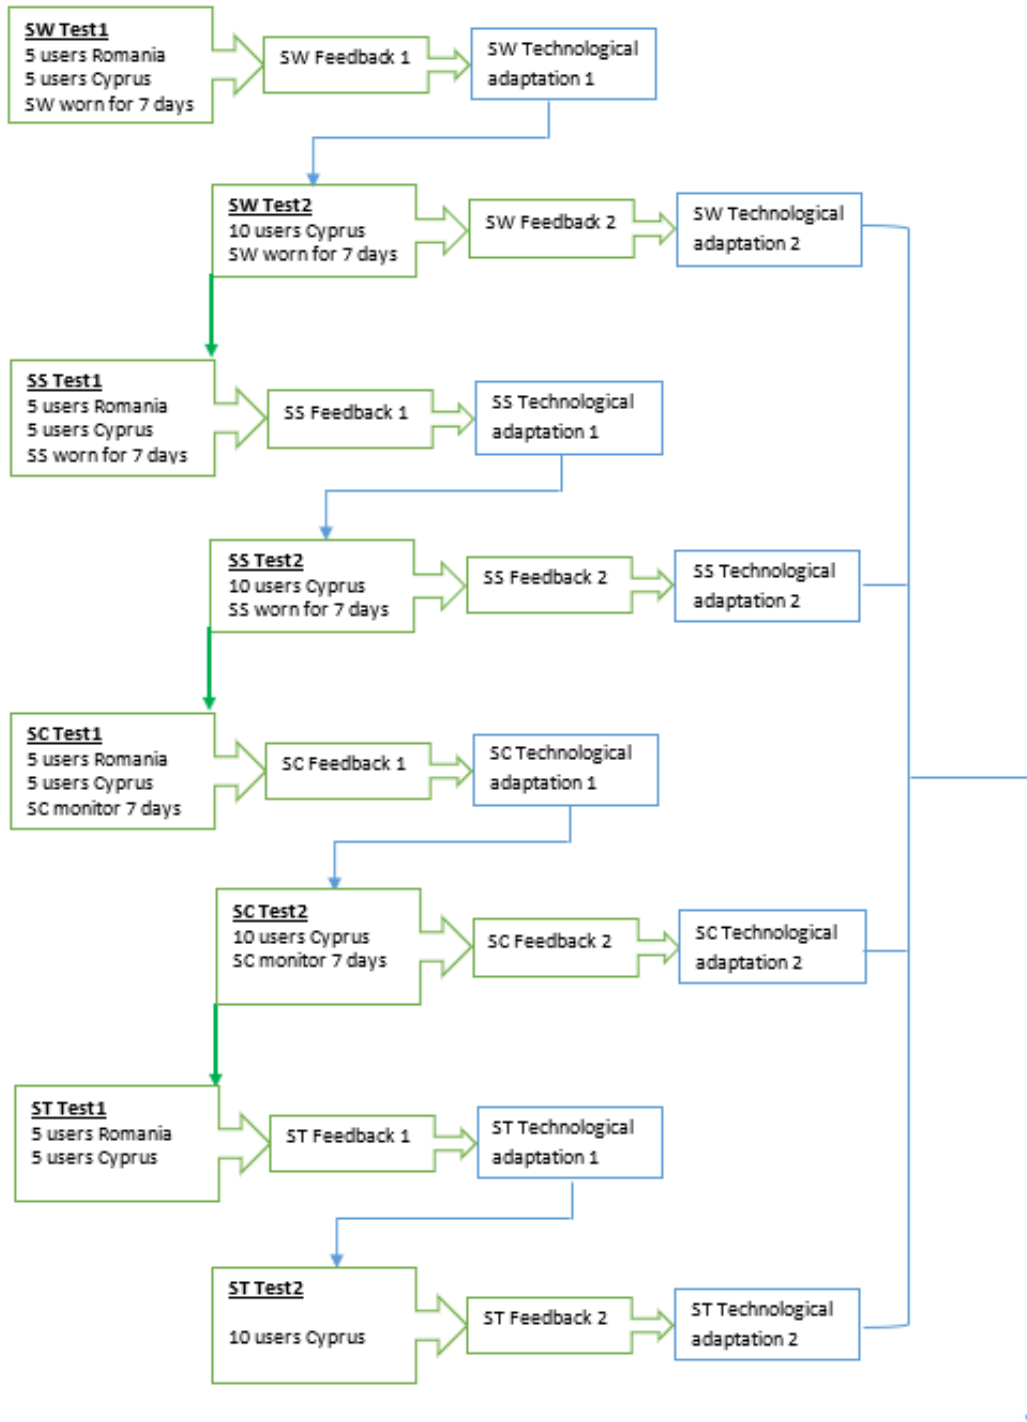 SW Test1
5 users Romania
5 users Cyprus
SW worn for 7 days
SW Feedback 1
SW Technological
adaptation 1
SW Test2
10 users Cyprus
SW worn for 7 days
SW Feedback 2
SW Technological
adaptation 2
SS Test1
5 users Romania
5 users Cyprus
SS worn for 7 days
SS Feedback 1
SS Technological
adaptation 1
SS Test2
10 users Cyprus
SS worn for 7 days
SS Feedback 2
SS Technological
adaptation 2
SC Test1
5 users Romania
5 users Cyprus
SC monitor 7 days
SC Feedback 1
SC Technological
adaptation 1
SC Test2
10 users Cyprus
SC monitor 7 days
SC Feedback 2
SC Technological
adaptation 2
ST Test1
5 users Romania
5 users Cyprus
ST Feedback 1
ST Technological
adaptation 1
ST Test2
10 users Cyprus
ST Feedback 2
ST Technological
adaptation 2